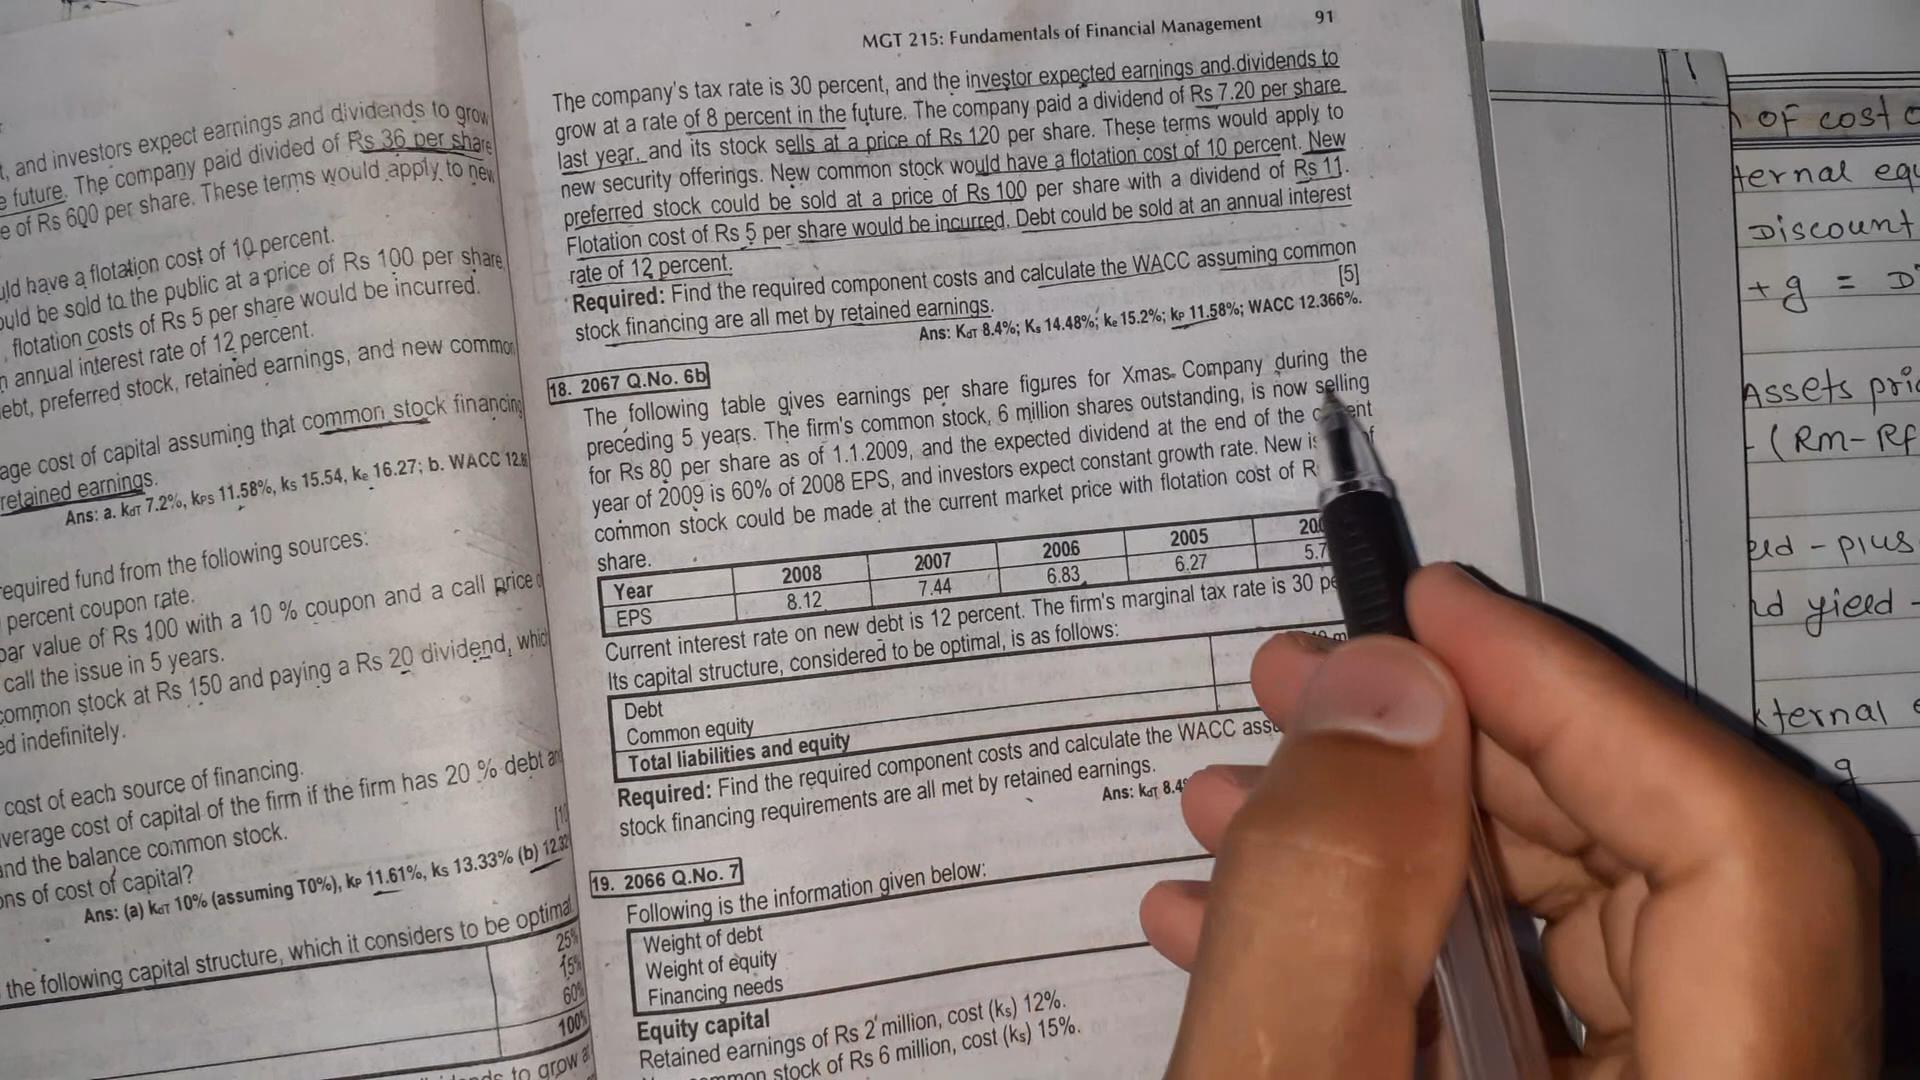 , and investors expect earnings and dividends to grow
future. The company paid divided of Rs 36 per share
e of Rs 600 per share. These terms would apply to new
have a flotation cost of 10 percent.
be sold to the public at a price of Rs 100 per share,
flotation costs of Rs 5 per share would be incurred.
annual interest rate of 12 percent.
preferred stock, retained earnings, and new common
cost of capital assuming that common stock financing
retained earnings.
Ans: a. kdT 7.2%, kPS 11.58%, ks 15.54, ke 16.27; b. WACC 12.8
required fund from the following sources:
percent coupon rate.
par value of Rs 100 with a 10 % coupon and a call price
call the issue in 5 years.
common stock at Rs 150 and paying a Rs 20 dividend, which
indefinitely.
cost of each source of financing.
average cost of capital of the firm if the firm has 20 % debt
and the balance common stock.
of cost of capital?
Ans: (a) kdT 10% (assuming T0%), kP 11.61%, ks 13.33% (b) 12.32
the following capital structure, which it considers to be optimal
25%
15%
60%
100%
to grow
MGT 215: Fundamentals of Financial Management 91
The company's tax rate is 30 percent, and the investor expected earnings and dividends to
grow at a rate of 8 percent in the future. The company paid a dividend of Rs 7.20 per share
last year, and its stock sells at a price of Rs 120 per share. These terms would apply to
new security offerings. New common stock would have a flotation cost of 10 percent. New
preferred stock could be sold at a price of Rs 100 per share with a dividend of Rs 11.
Flotation cost of Rs 5 per share would be incurred. Debt could be sold at an annual interest
rate of 12 percent.
Required: Find the required component costs and calculate the WACC assuming common
stock financing are all met by retained earnings. [5]
Ans: KdT 8.4%; Ks 14.48%; ke 15.2%; kP 11.58%; WACC 12.366%.
18. 2067 Q.No. 6b
The following table gives earnings per share figures for Xmas Company during the
preceding 5 years. The firm's common stock, 6 million shares outstanding, is now selling
for Rs 80 per share as of 1.1.2009, and the expected dividend at the end of the
year of 2009 is 60% of 2008 EPS, and investors expect constant growth rate. New
common stock could be made at the current market price with flotation cost of
share.
Year 2008 2007 2006 2005
EPS 8.12 7.44 6.83 6.27
Current interest rate on new debt is 12 percent. The firm's marginal tax rate is 30
Its capital structure, considered to be optimal, is as follows:
Debt
Common equity
Total liabilities and equity
Required: Find the required component costs and calculate the WACC
stock financing requirements are all met by retained earnings.
Ans: kdT 8.4
19. 2066 Q.No. 7
Following is the information given below:
Weight of debt
Weight of equity
Financing needs
Equity capital
Retained earnings of Rs 2 million, cost (ks) 12%.
stock of Rs 6 million, cost (ks) 15%.
OF COST
ternal equ
Discount
+ g = D
Assets pri
(Rm-Rf
- plus
yield -
ternal
g